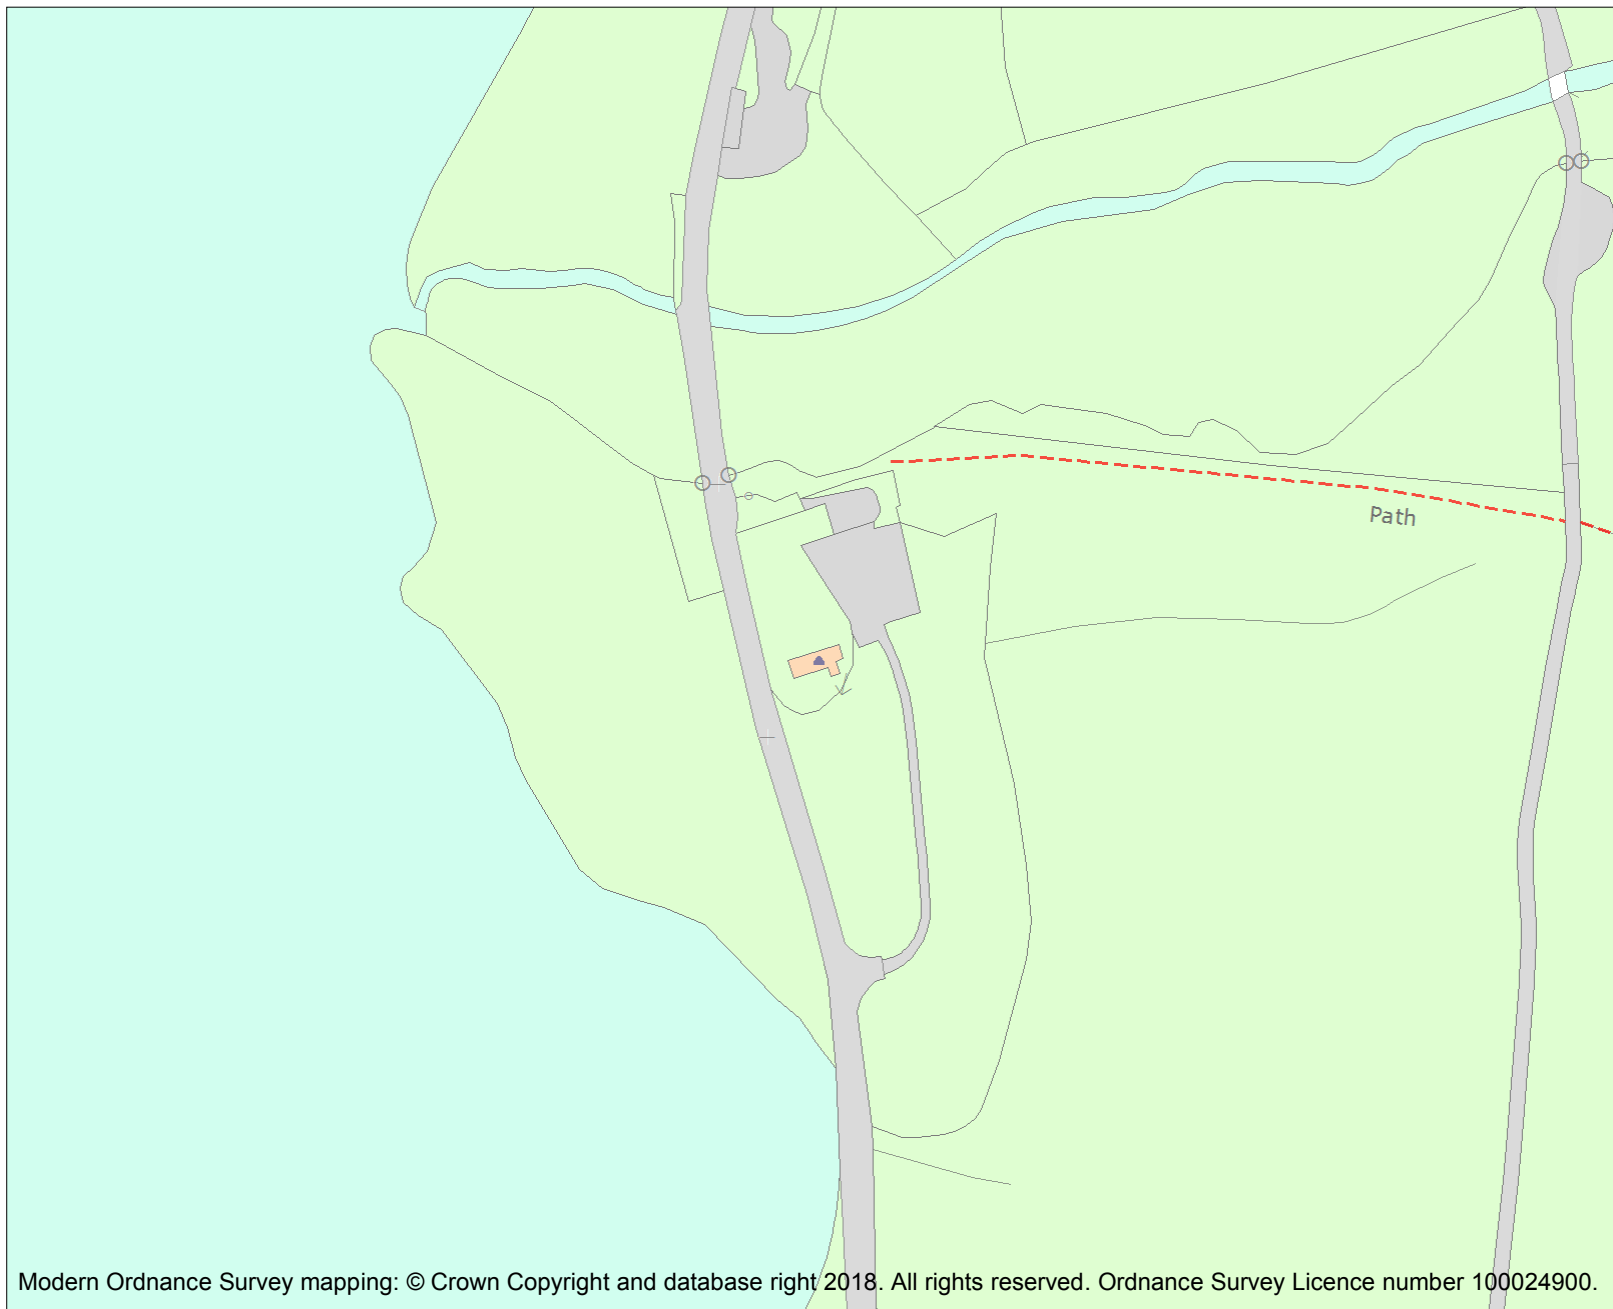 Path
Modern Ordnance Survey mapping: © Crown Copyright and database right 2018. All rights reserved. Ordnance Survey Licence number 100024900.